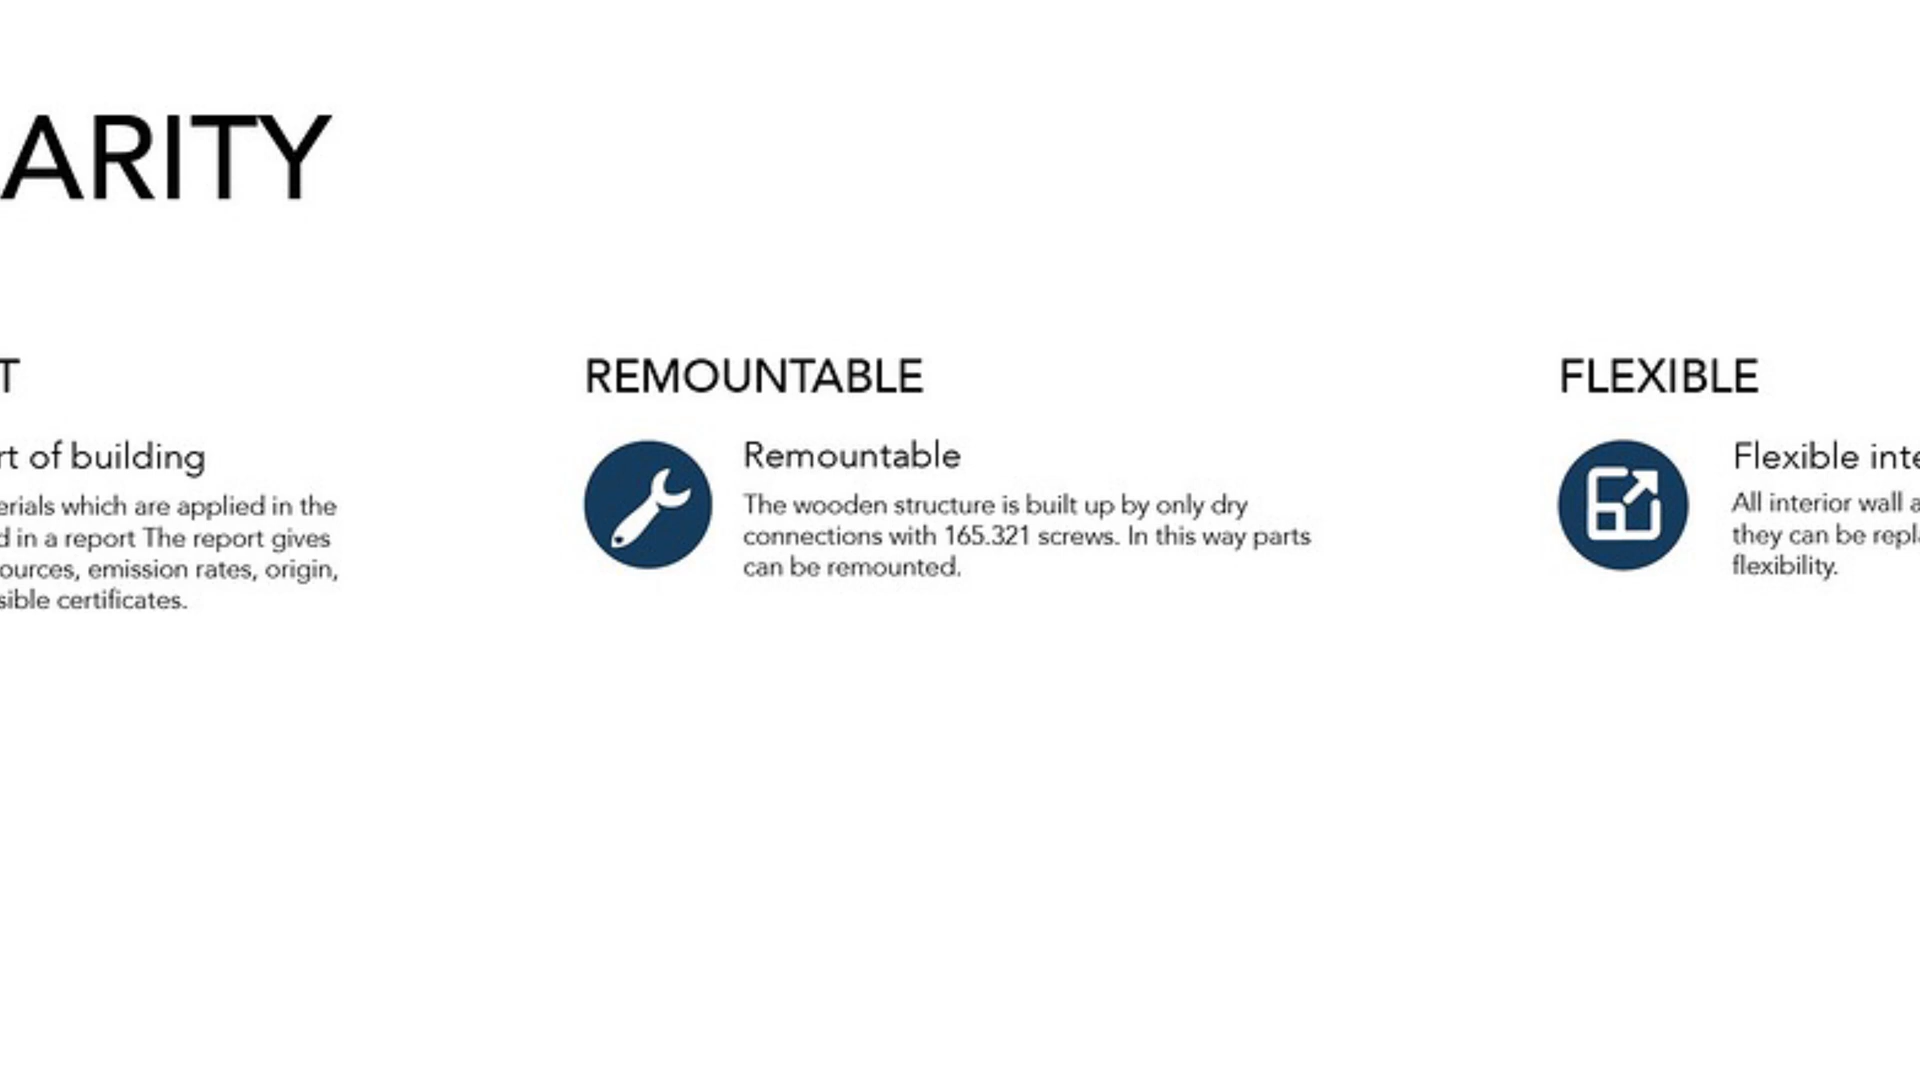 ARITY
T
rt of building
erials which are applied in the
d in a report The report gives
ources, emission rates, origin,
sible certificates.
REMOUNTABLE
Remountable
The wooden structure is built up by only dry
connections with 165.321 screws. In this way parts
can be remounted.
FLEXIBLE
Flexible inte
All interior wall a
they can be repla
flexibility.